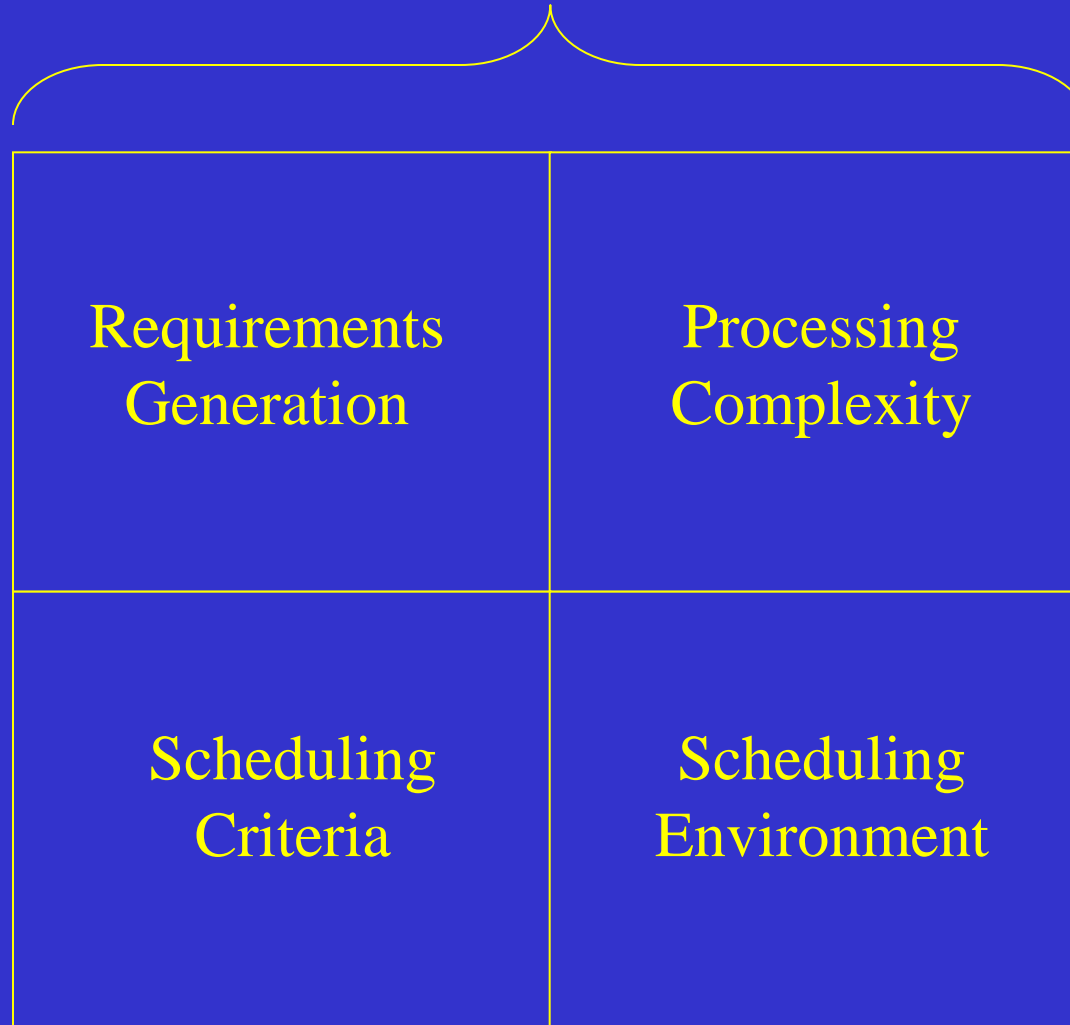 Requirements
Generation
Processing
Complexity
Scheduling
Criteria
Scheduling
Environment